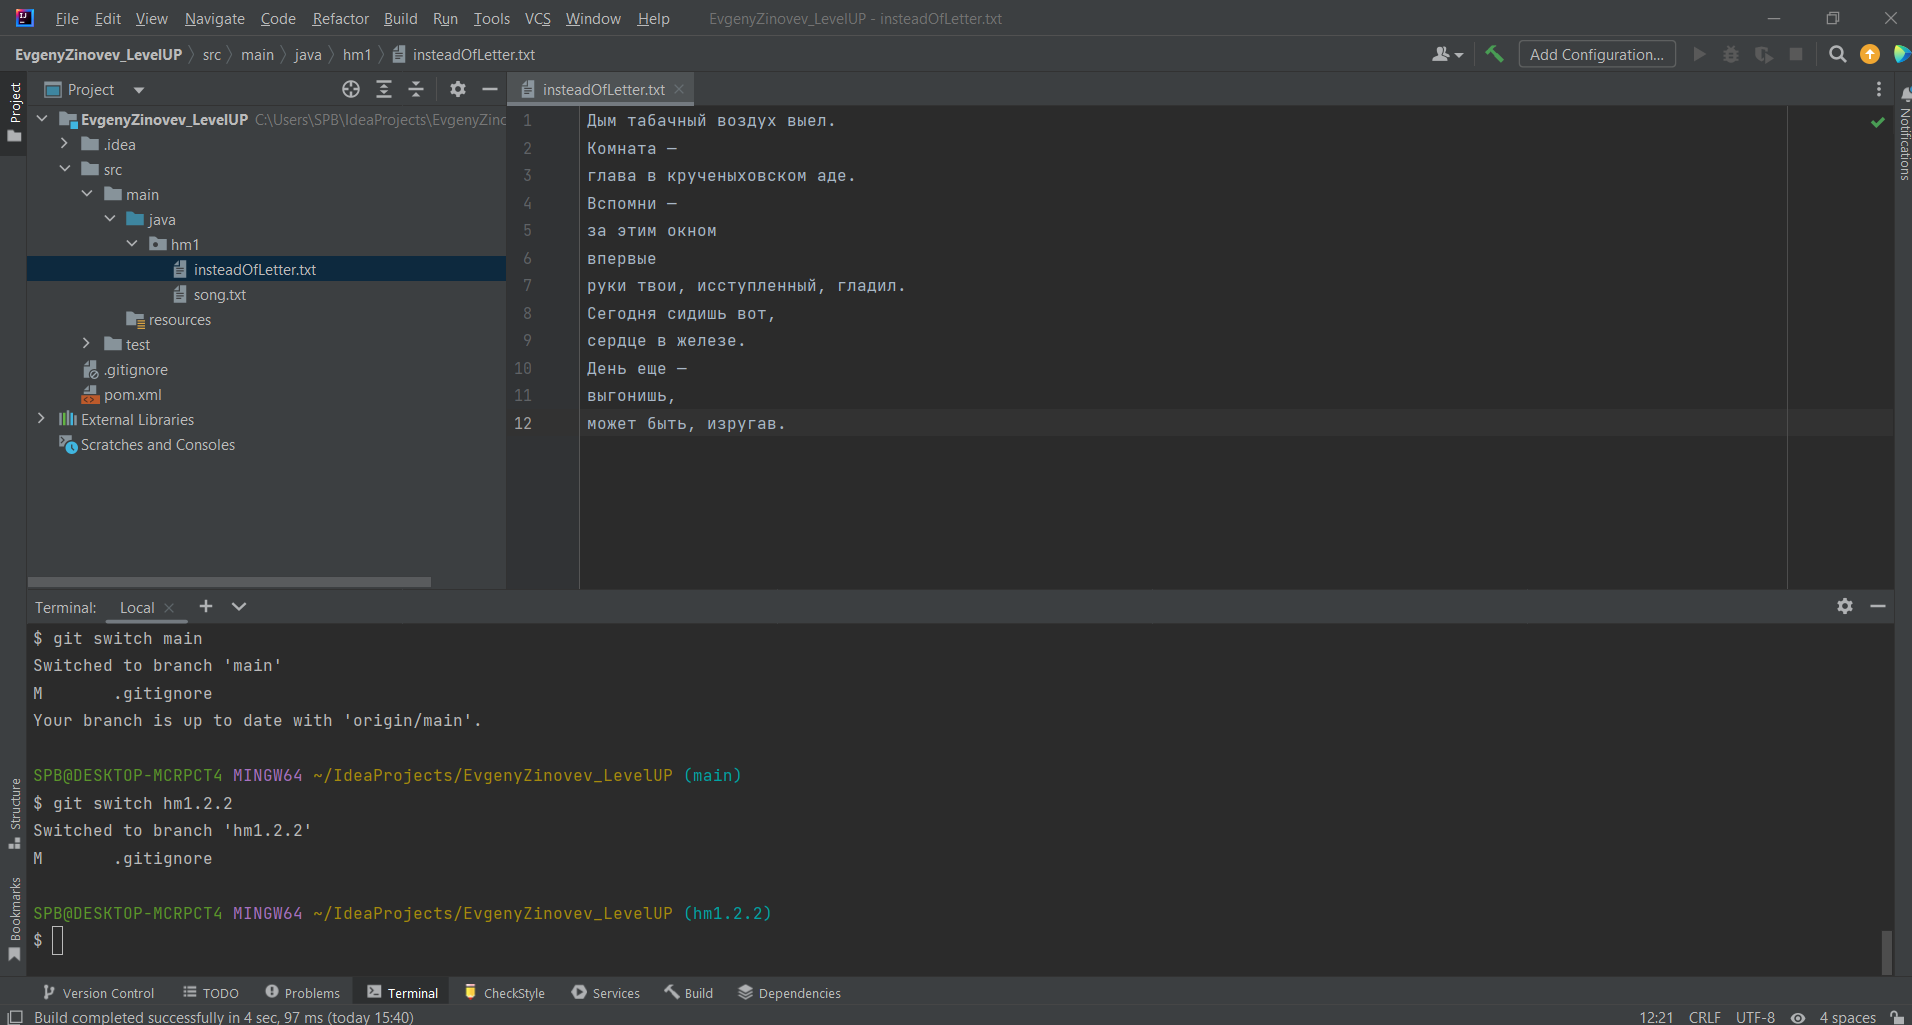 File Edit View Navigate Code Refactor Build Run Tools VCS Window Help EvgenyZinovev_LevelUP - insteadOfLetter.txt
EvgenyZinovev_LevelUP src main java hm1 insteadOfLetter.txt Add Configuration...
Project
Project
insteadOfLetter.txt
Notifications
EvgenyZinovev_LevelUP C:\Users\SPB\IdeaProjects\EvgenyZino
.idea
src
main
java
hm1
insteadOfLetter.txt
song.txt
resources
test
.gitignore
pom.xml
External Libraries
Scratches and Consoles
1 Дым табачный воздух выел.
2 Комната —
3 глава в крученыховском аде.
4 Вспомни —
5 за этим окном
6 впервые
7 руки твои, исступленный, гладил.
8 Сегодня сидишь вот,
9 сердце в железе.
10 День еще —
11 выгонишь,
12 может быть, изругав.
Terminal: Local
$ git switch main
Switched to branch 'main'
M .gitignore
Your branch is up to date with 'origin/main'.
SPB@DESKTOP-MCRPCT4 MINGW64 ~/IdeaProjects/EvgenyZinovev_LevelUP (main)
$ git switch hm1.2.2
Switched to branch 'hm1.2.2'
M .gitignore
SPB@DESKTOP-MCRPCT4 MINGW64 ~/IdeaProjects/EvgenyZinovev_LevelUP (hm1.2.2)
$
Structure
Bookmarks
Version Control TODO Problems Terminal CheckStyle Services Build Dependencies
Build completed successfully in 4 sec, 97 ms (today 15:40) 12:21 CRLF UTF-8 4 spaces